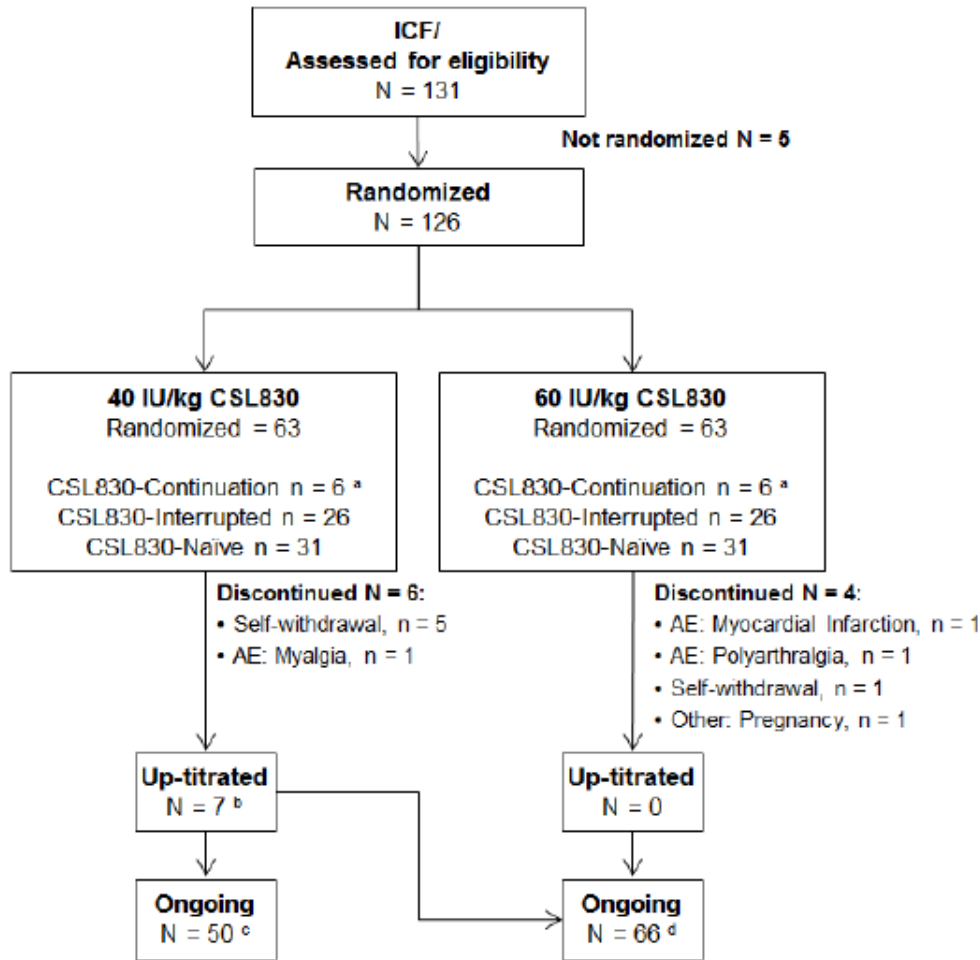 ICF/
Assessed for eligibility
N = 131
Not randomized N = 5
Randomized
N = 126
40 IU/kg CSL830
Randomized = 63
CSL830-Continuation n = 6 ª
CSL830-Interrupted n = 26
CSL830-Naïve n = 31
60 IU/kg CSL830
Randomized = 63
CSL830-Continuation n = 6 ª
CSL830-Interrupted n = 26
CSL830-Naïve n = 31
Discontinued N = 6:
• Self-withdrawal, n = 5
• AE: Myalgia, n = 1
Discontinued N = 4:
• AE: Myocardial Infarction, n = 1
• AE: Polyarthralgia, n = 1
• Self-withdrawal, n = 1
• Other: Pregnancy, n = 1
Up-titrated
N = 7 ᵇ
Up-titrated
N = 0
Ongoing
N = 50 ᶜ
Ongoing
N = 66 ᵈ